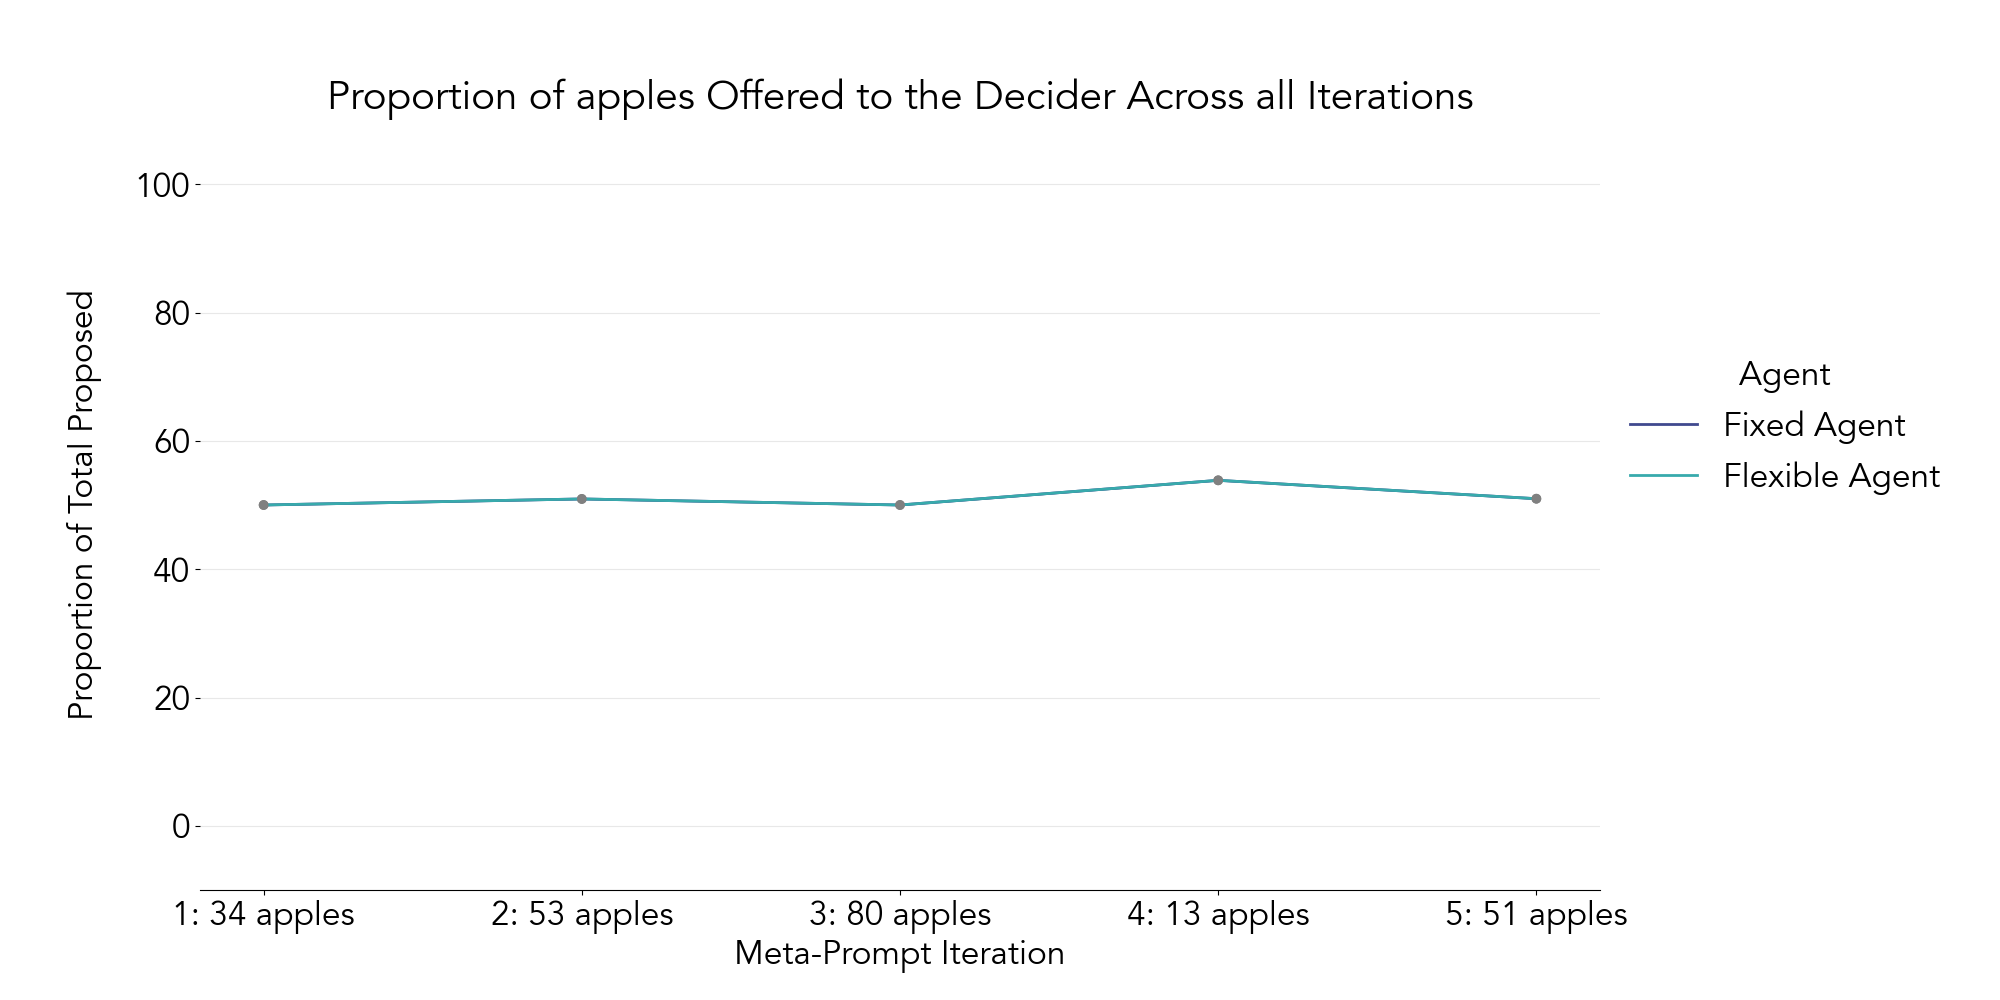 Proportion of apples Offered to the Decider Across all Iterations
Proportion of Total Proposed
100
80
60
40
20
0
1: 34 apples
2: 53 apples
3: 80 apples
4: 13 apples
5: 51 apples
Meta-Prompt Iteration
Agent
Fixed Agent
Flexible Agent